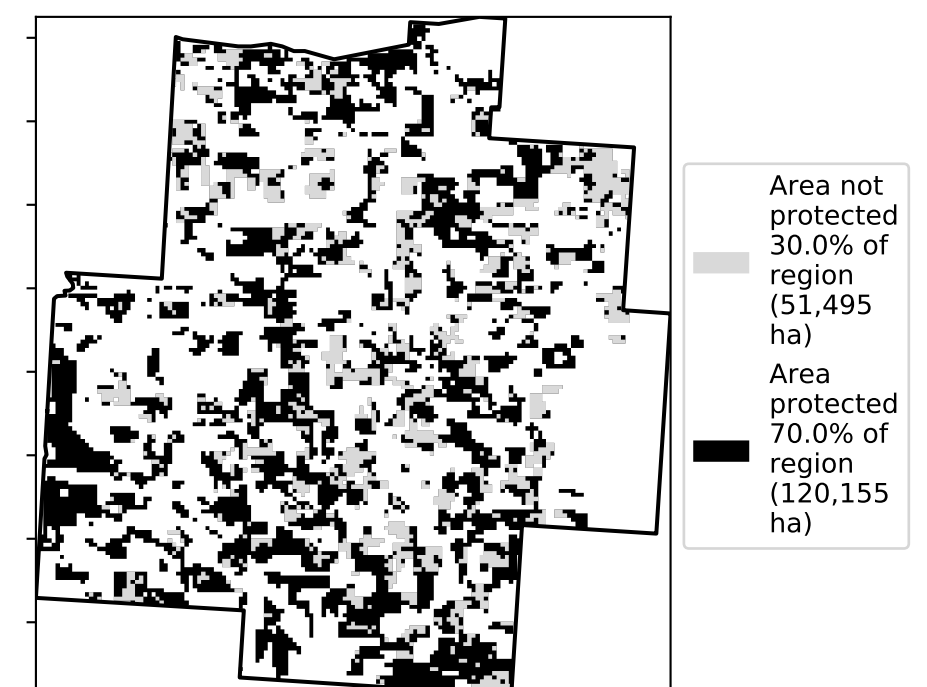 Area not
protected
30.0% of
region
(51,495
ha)
Area
protected
70.0% of
region
(120,155
ha)